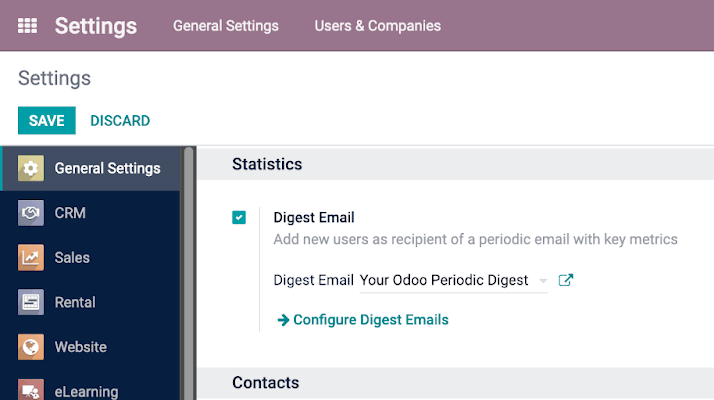 Settings General Settings Users & Companies
Settings
SAVE DISCARD
General Settings
CRM
Sales
Rental
Website
eLearning
Statistics
Digest Email
Add new users as recipient of a periodic email with key metrics
Digest Email Your Odoo Periodic Digest
Configure Digest Emails
Contacts